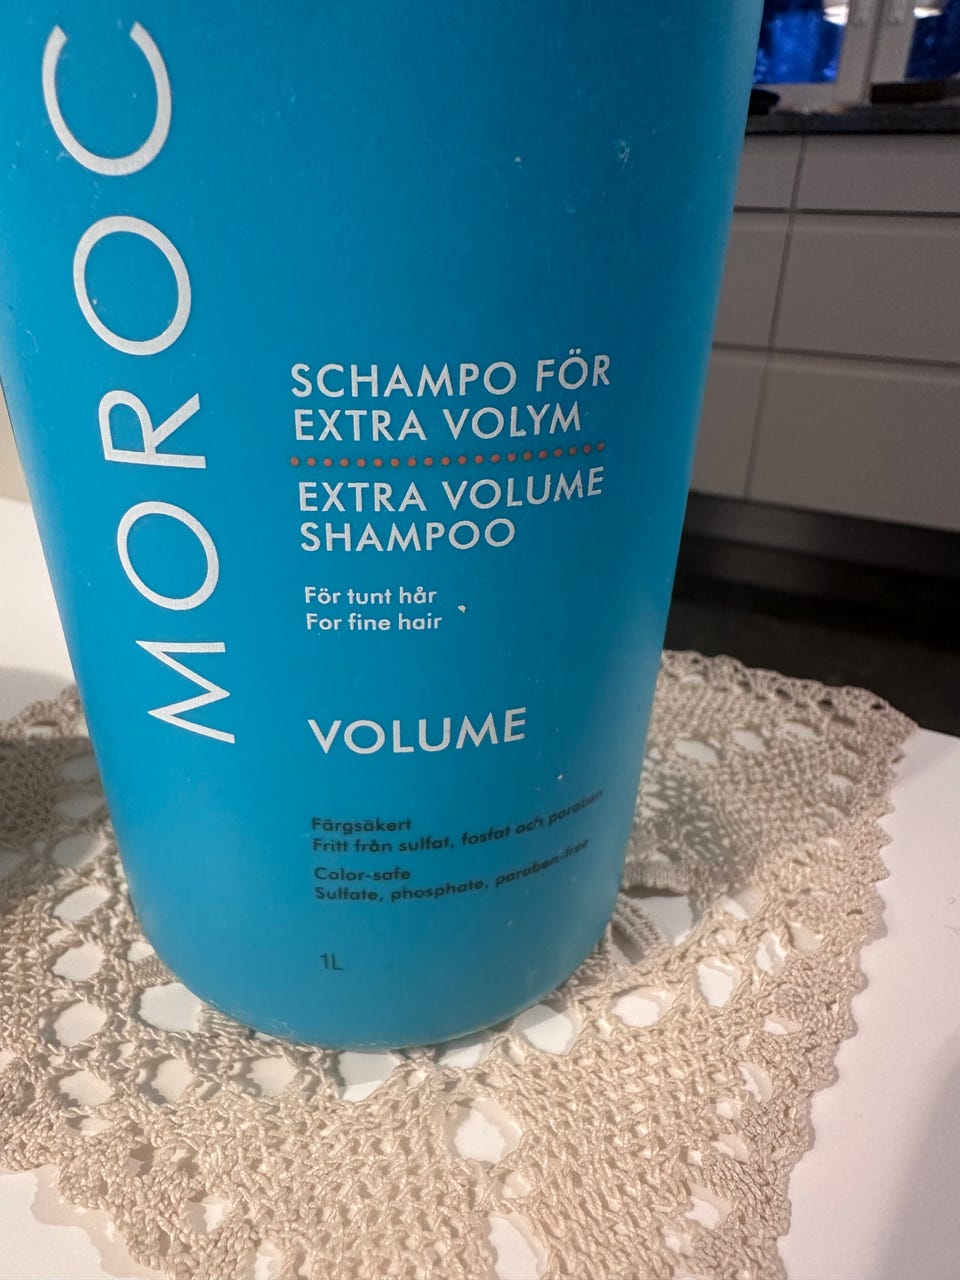 MOROC
SCHAMPO FÖR
EXTRA VOLYM
EXTRA VOLUME
SHAMPOO
För tunt hår
For fine hair
VOLUME
Färgsäkert
Fritt från sulfat, fosfat och paraben
Color-safe
Sulfate, phosphate, paraben-free
1L